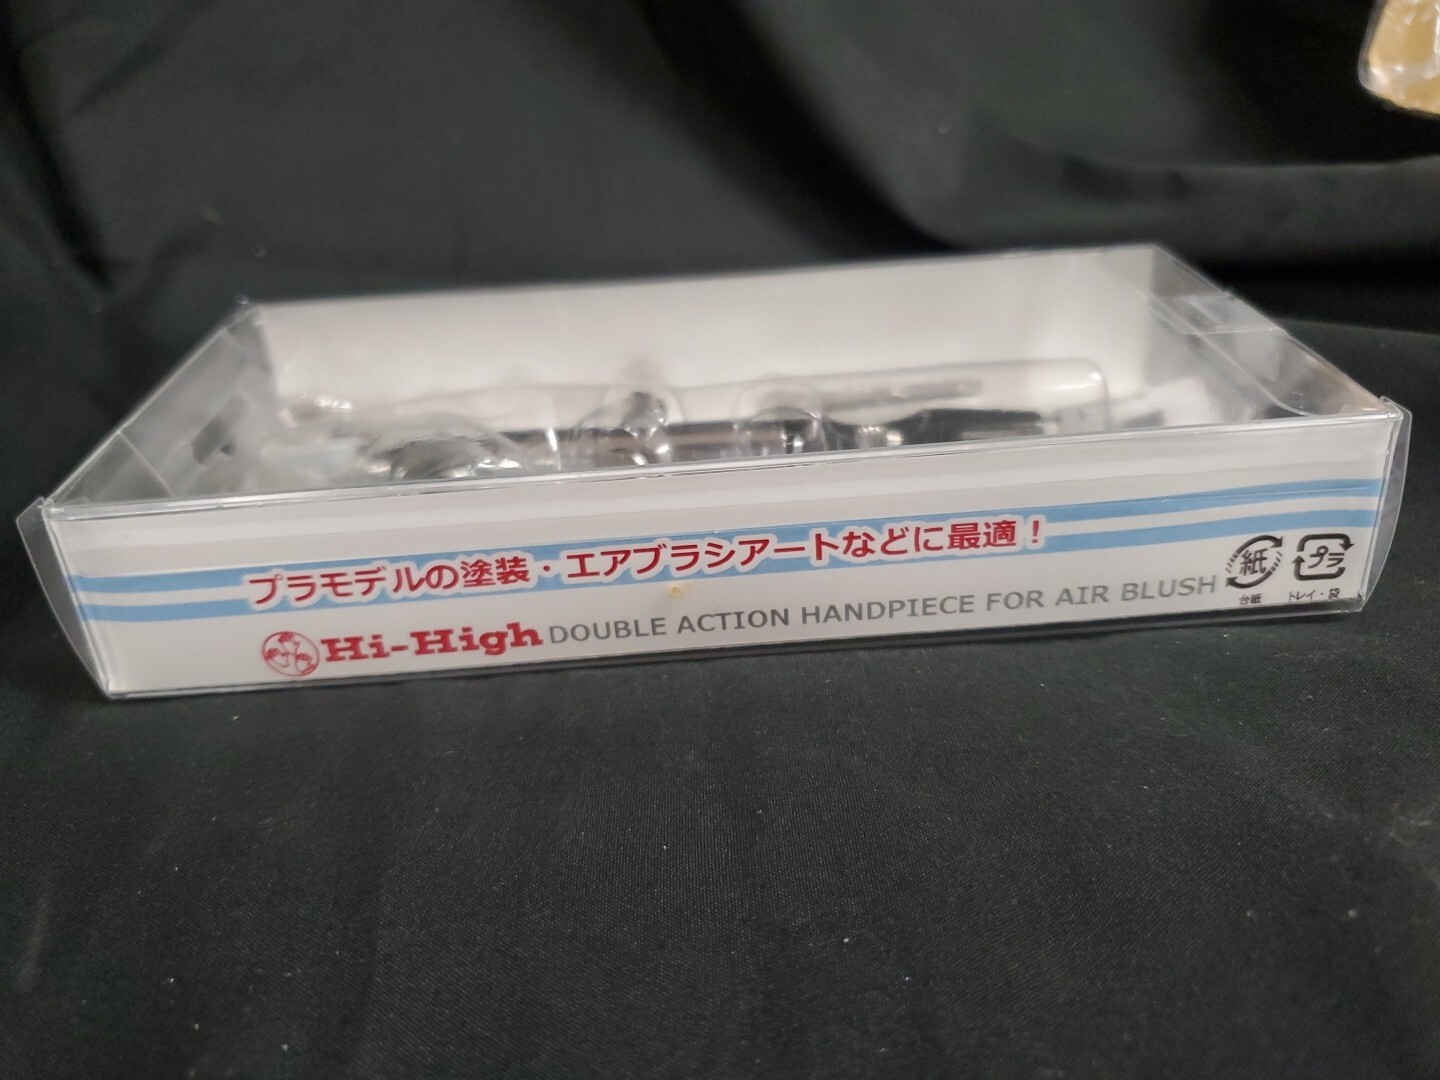 プラモデルの塗装・エアブラシアートなどに最適！
Hi-High DOUBLE ACTION HANDPIECE FOR AIR BLUSH
紙
台紙
プラ
トレイ・袋